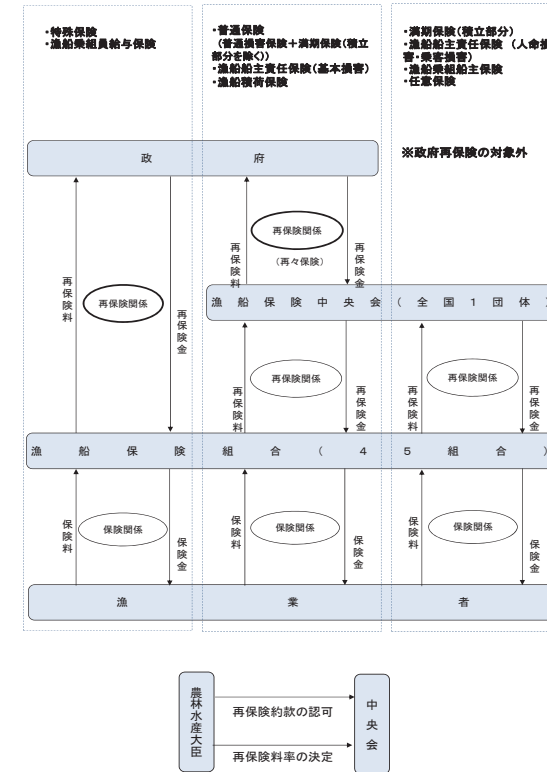 ・特殊保険
・漁船乗組員給与保険
・普通保険
（普通損害保険＋満期保険（積立
部分を除く））
・漁船船主責任保険（基本損害）
・漁船積荷保険
・満期保険（積立部分）
・漁船船主責任保険（人命損
害・乗客損害）
・漁船乗組船主保険
・任意保険
※政府再保険の対象外
政府
再保険料
再保険関係
再保険金
再保険料
再保険関係
（再々保険）
再保険金
漁船保険中央会（全国1団体）
再保険料
再保険関係
再保険金
再保険料
再保険関係
再保険金
漁船保険組合（45組合）
保険料
保険関係
保険金
保険料
保険関係
保険金
保険料
保険関係
保険金
漁業者
農林水産大臣
再保険約款の認可
再保険料率の決定
中央会